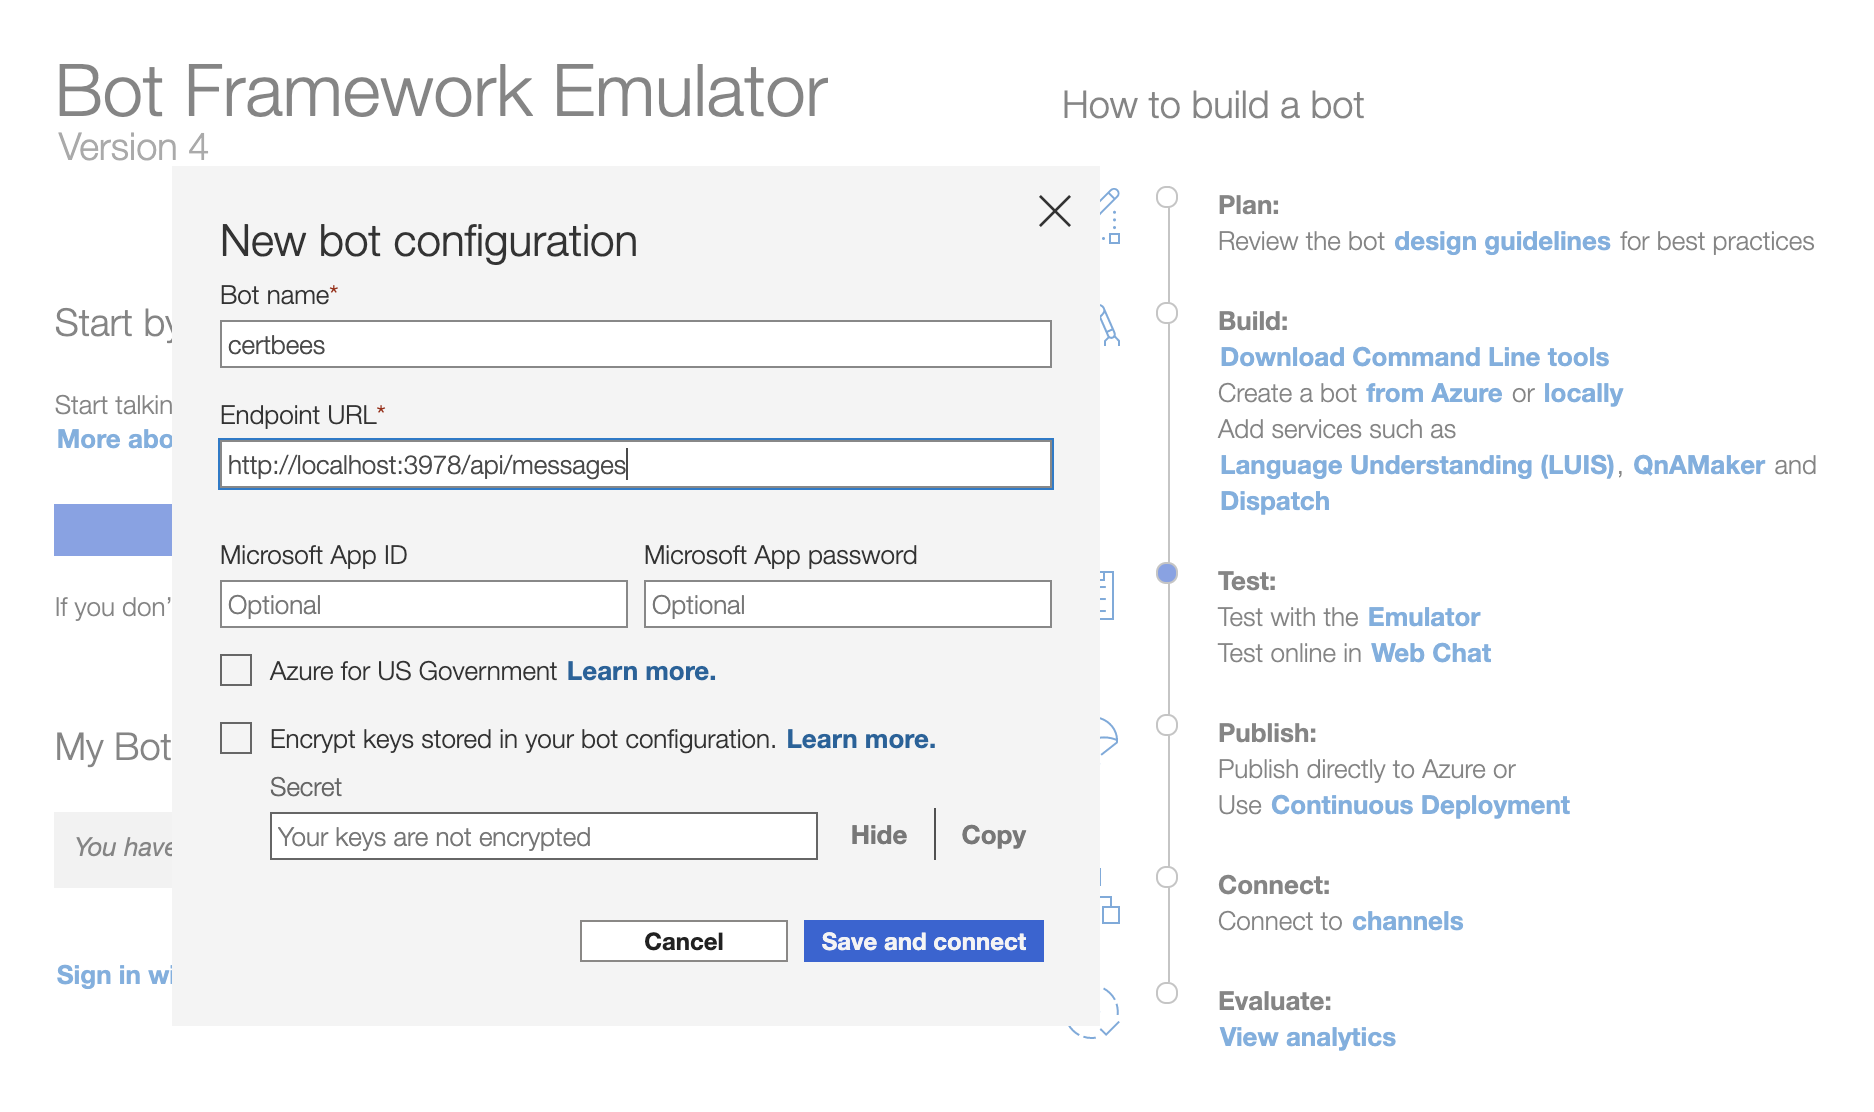 Bot Framework Emulator
Version 4
How to build a bot
New bot configuration
Bot name*
certbees
Endpoint URL*
http://localhost:3978/api/messages
Microsoft App ID
Microsoft App password
Optional
Optional
Azure for US Government Learn more.
Encrypt keys stored in your bot configuration. Learn more.
Secret
Your keys are not encrypted
Hide
Copy
Cancel
Save and connect
Start by
Start talkin
More abo
If you don’
My Bot
You have
Sign in wi
Plan:
Review the bot design guidelines for best practices
Build:
Download Command Line tools
Create a bot from Azure or locally
Add services such as
Language Understanding (LUIS), QnAMaker and
Dispatch
Test:
Test with the Emulator
Test online in Web Chat
Publish:
Publish directly to Azure or
Use Continuous Deployment
Connect:
Connect to channels
Evaluate:
View analytics